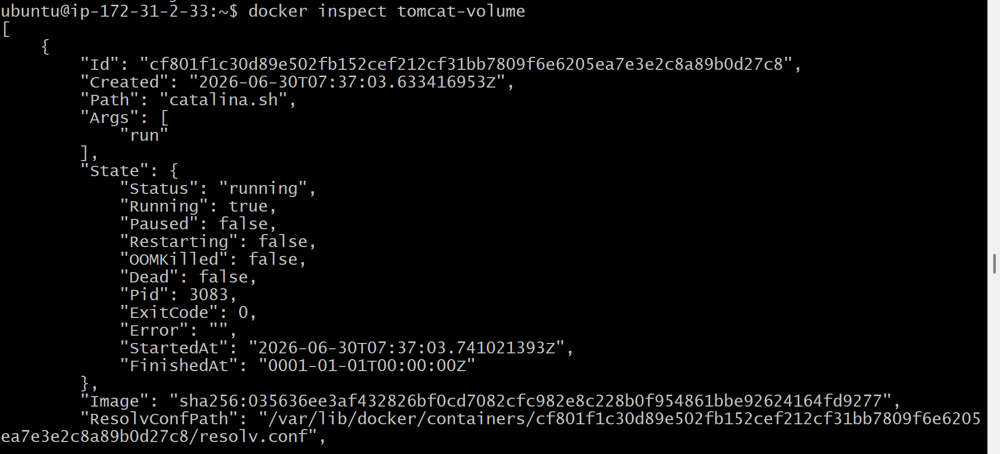 ubuntu@ip-172-31-2-33:~$ docker inspect tomcat-volume
[
    {
        "Id": "cf801f1c30d89e502fb152cef212cf31bb7809f6e6205ea7e3e2c8a89b0d27c8",
        "Created": "2026-06-30T07:37:03.633416953Z",
        "Path": "catalina.sh",
        "Args": [
            "run"
        ],
        "State": {
            "Status": "running",
            "Running": true,
            "Paused": false,
            "Restarting": false,
            "OOMKilled": false,
            "Dead": false,
            "Pid": 3083,
            "ExitCode": 0,
            "Error": "",
            "StartedAt": "2026-06-30T07:37:03.741021393Z",
            "FinishedAt": "0001-01-01T00:00:00Z"
        },
        "Image": "sha256:035636ee3af432826bf0cd7082cfc982e8c228b0f954861bbe92624164fd9277",
        "ResolvConfPath": "/var/lib/docker/containers/cf801f1c30d89e502fb152cef212cf31bb7809f6e6205
ea7e3e2c8a89b0d27c8/resolv.conf",